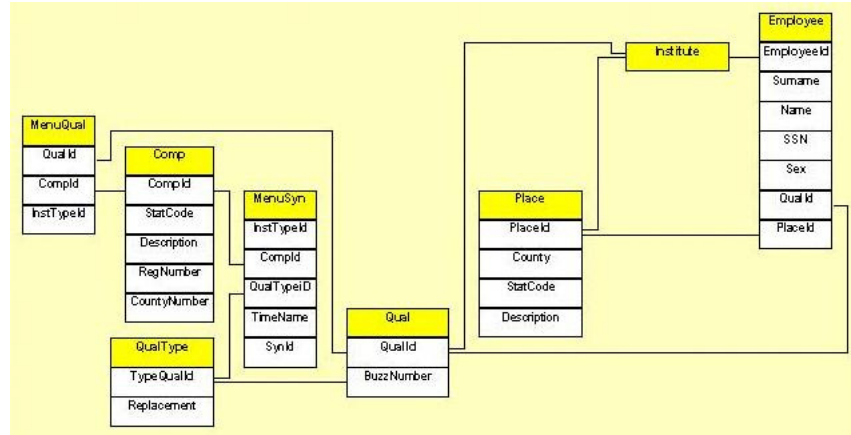 Employee
EmployeeId
Surname
Name
SSN
Sex
QualId
PlaceId
Institute
MenuQual
QualId
CompId
InstTypeId
Comp
CompId
StatCode
Description
RegNumber
CountyNumber
MenuSyn
InstTypeId
CompId
QualTypeiD
TimeName
SynId
Place
PlaceId
County
StatCode
Description
Qual
QualId
BuzzNumber
QualType
TypeQualId
Replacement